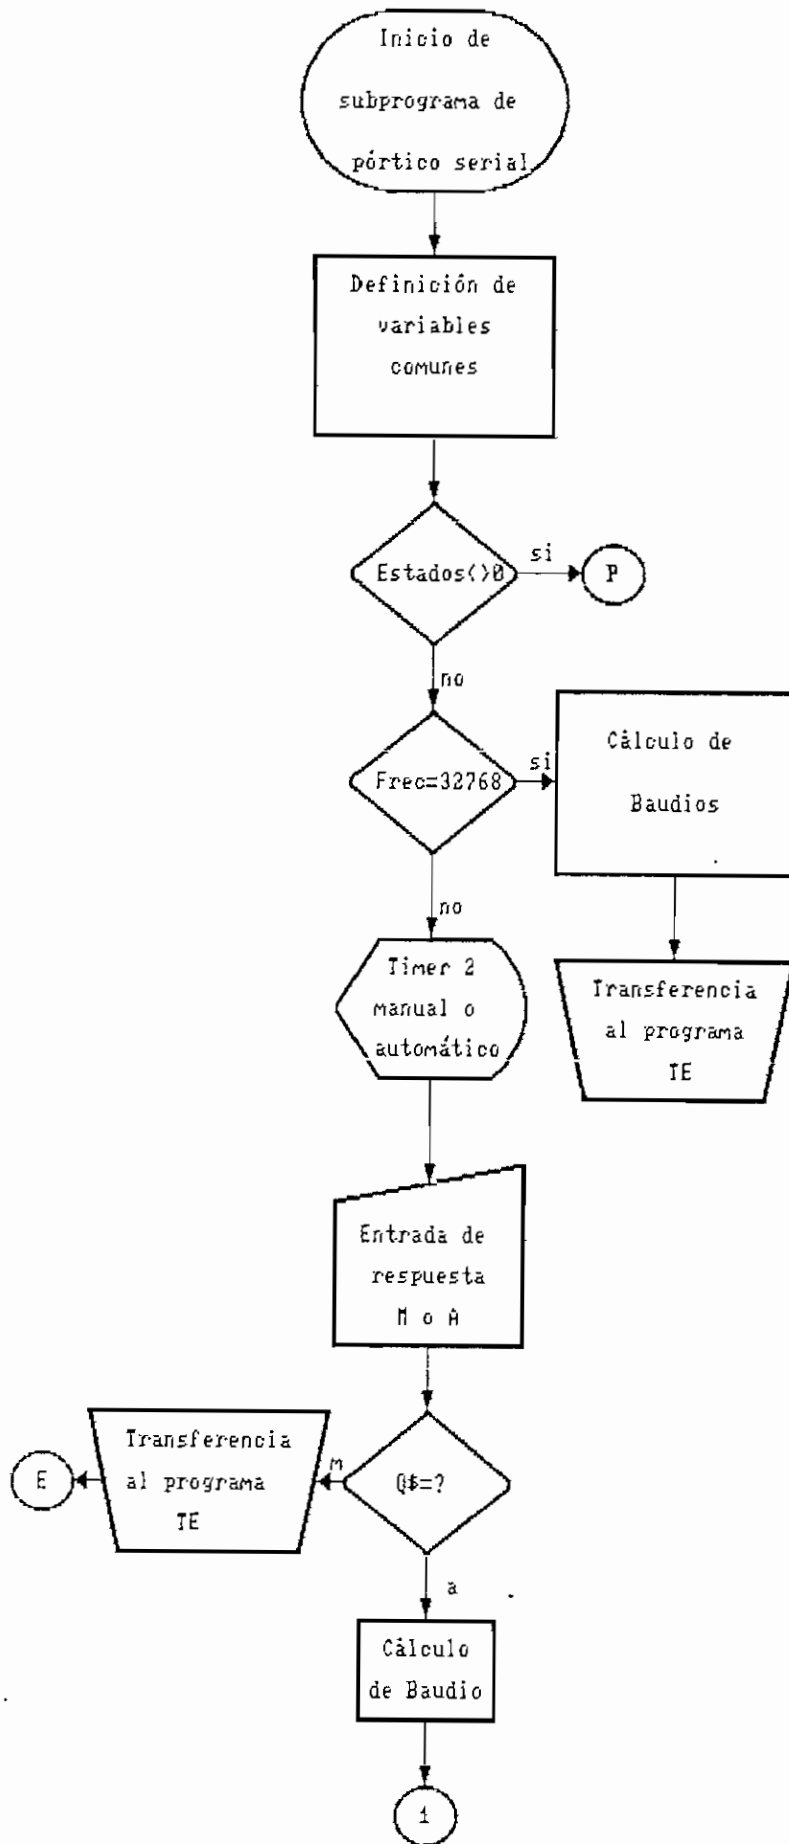 Inicio de
subprograma de
pórtico serial
Definición de
variables
comunes
Estados<>0
si
P
no
Frec=32768
si
Cálculo de
Baudios
no
Timer 2
manual o
automático
Transferencia
al programa
TE
Entrada de
respuesta
M o A
Q$=?
m
Transferencia
al programa
TE
E
a
Cálculo
de Baudio
1